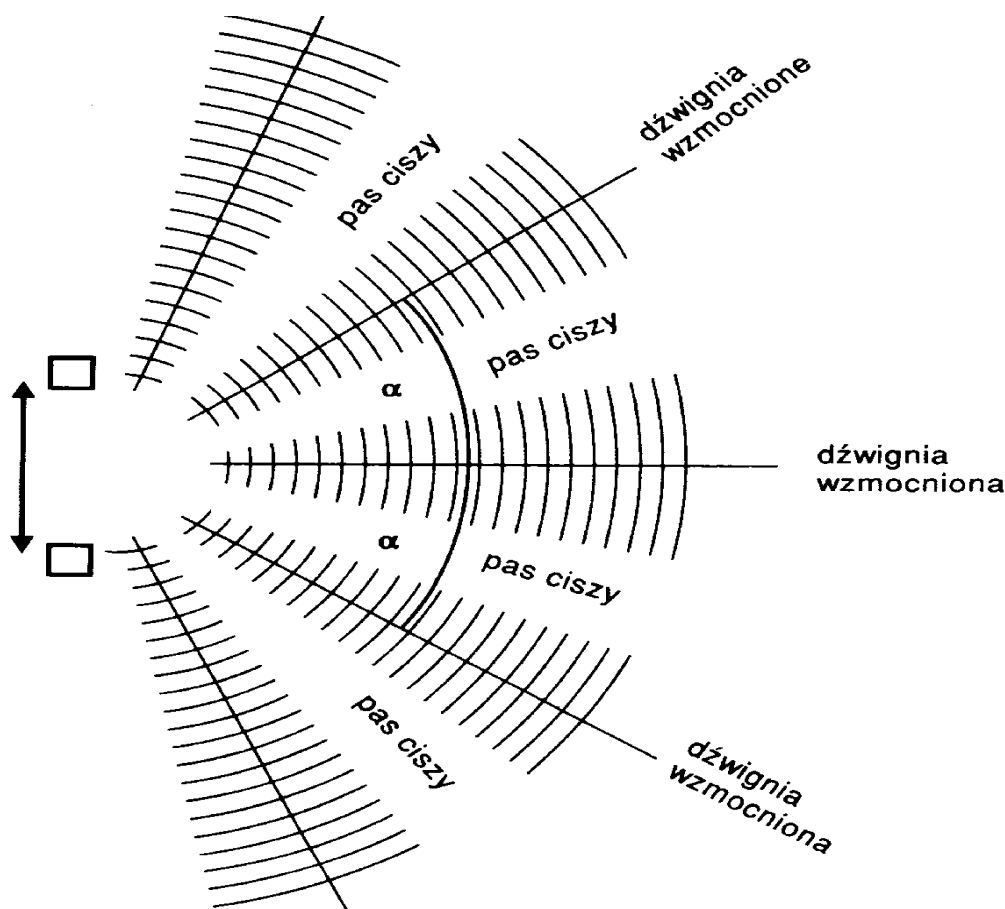 dźwignia
wzmocnione
pas ciszy
pas ciszy
α
dźwignia
wzmocniona
α
pas ciszy
pas ciszy
dźwignia
wzmocniona